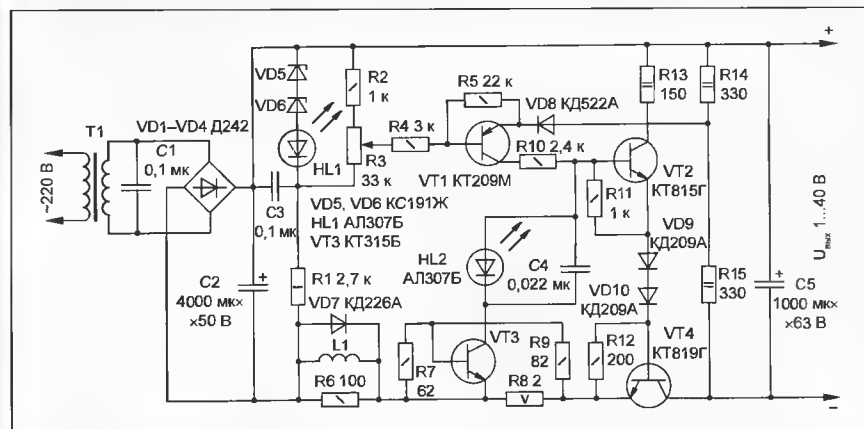 +
VD5
VD6
R2
1 к
R5 22 к
VD8 КД522А
R13
150
R14
330
T1
VD1–VD4 Д242
C1
0,1 мк
~220 В
HL1
R3
33 к
R4 3 к
R10 2,4 к
VT1 КТ209М
VT2
КТ815Г
C3
0,1 мк
VD5, VD6 КС191Ж
HL1 АЛ307Б
VT3 КТ315Б
R11
1 к
VD9
КД209А
Uвых 1...40 В
HL2
АЛ307Б
C4
0,022 мк
C2
4000 мк×
×50 В
+
R1 2,7 к
VD7 КД226А
L1
R6 100
VD10
КД209А
R15
330
+
C5
1000 мк×
×63 В
R7
62
VT3
R9
82
R8 2
V
R12
200
VT4
КТ819Г
–